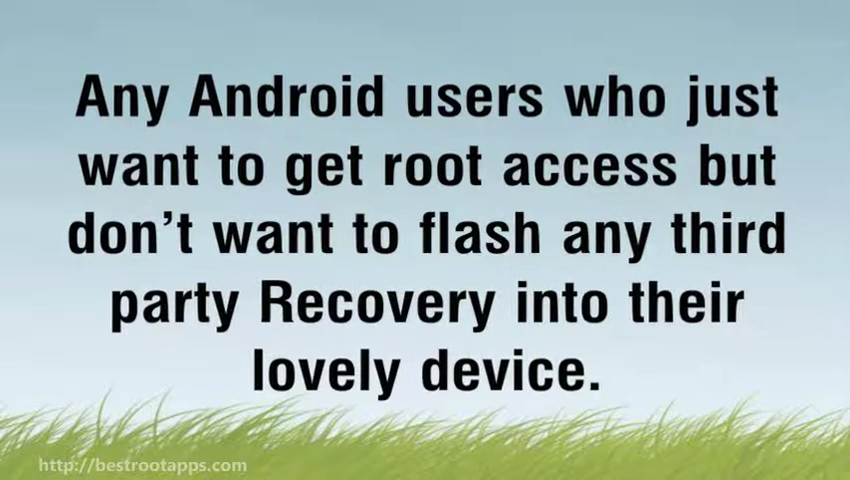 Any Android users who just
want to get root access but
don’t want to flash any third
party Recovery into their
lovely device.
http://bestrootapps.com